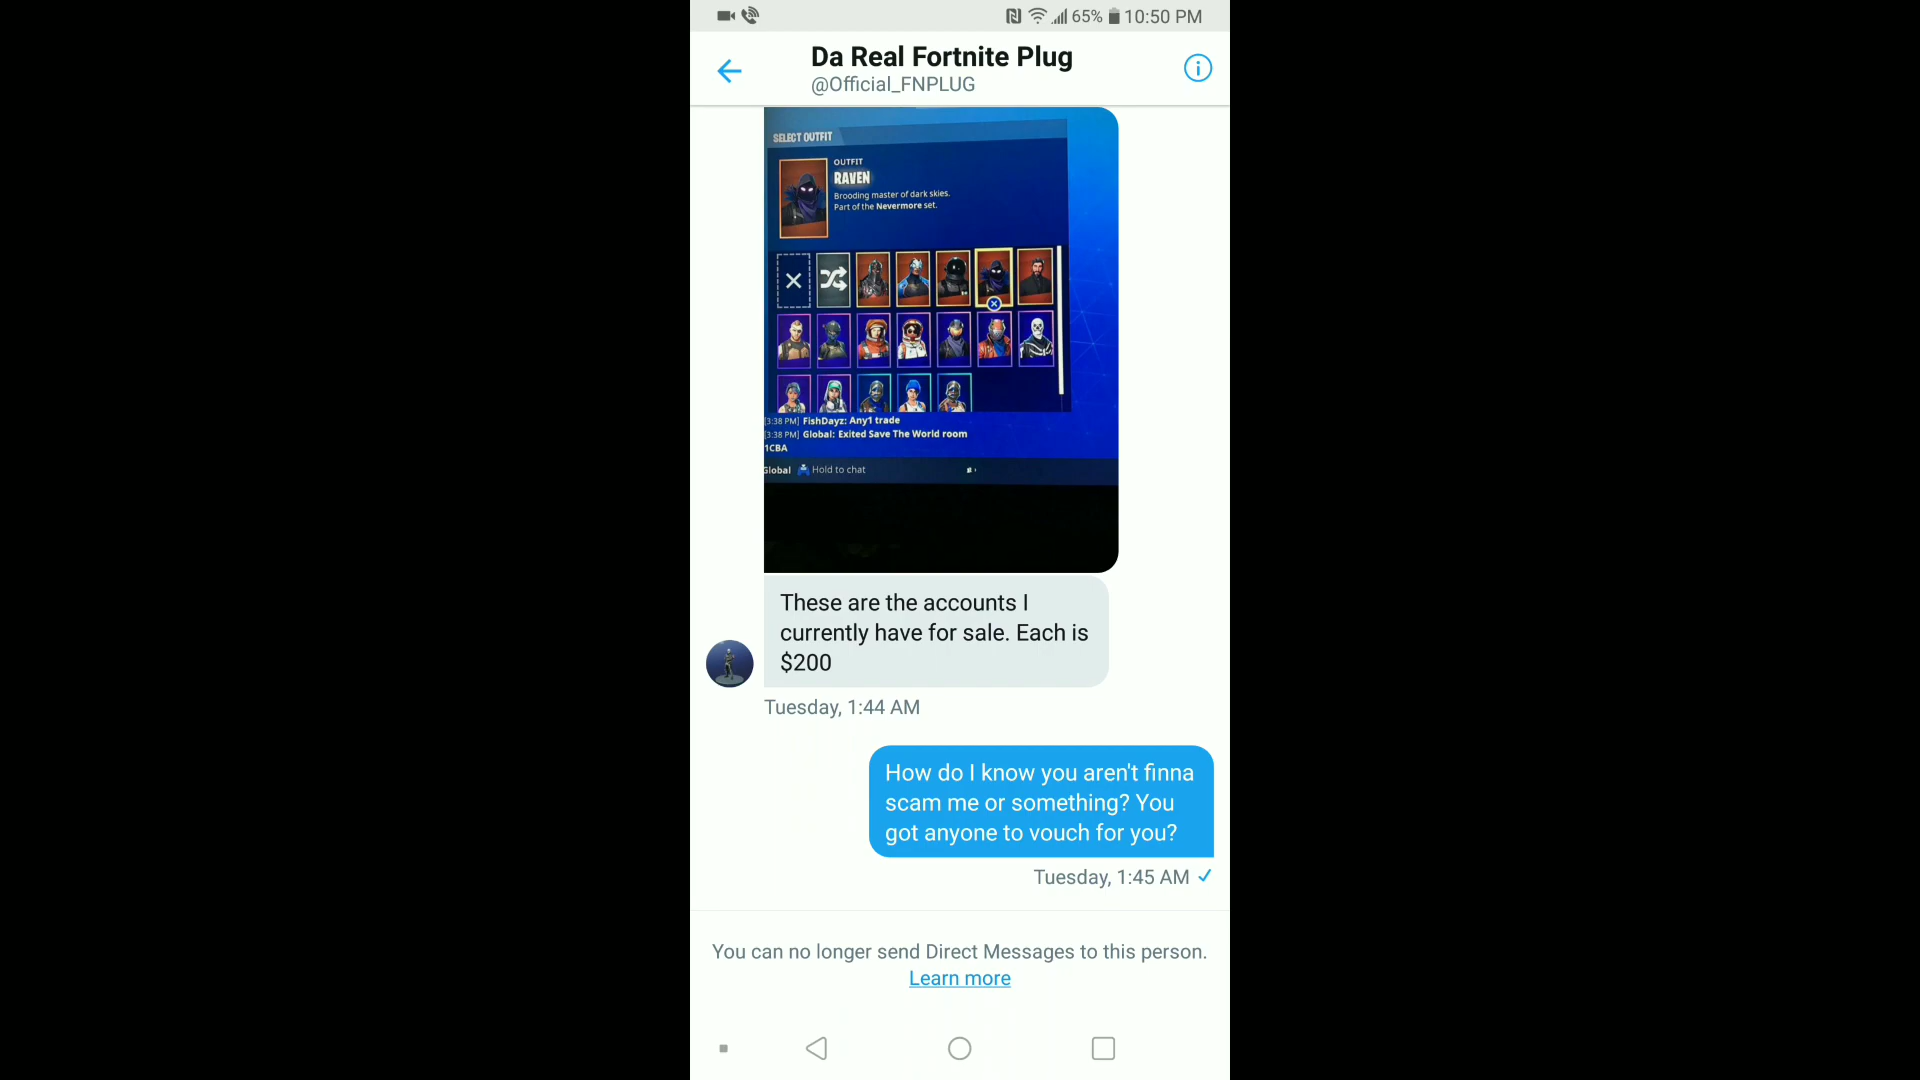 65% 10:50 PM
Da Real Fortnite Plug
@Official_FNPLUG
SELECT OUTFIT
OUTFIT
RAVEN
Brooding master of dark skies.
Part of the Nevermore set.
[3:38 PM] FishDayz: Any1 trade
[3:38 PM] Global: Exited Save The World room
1CBA
Global Hold to chat
These are the accounts I
currently have for sale. Each is
$200
Tuesday, 1:44 AM
How do I know you aren't finna
scam me or something? You
got anyone to vouch for you?
Tuesday, 1:45 AM
You can no longer send Direct Messages to this person.
Learn more